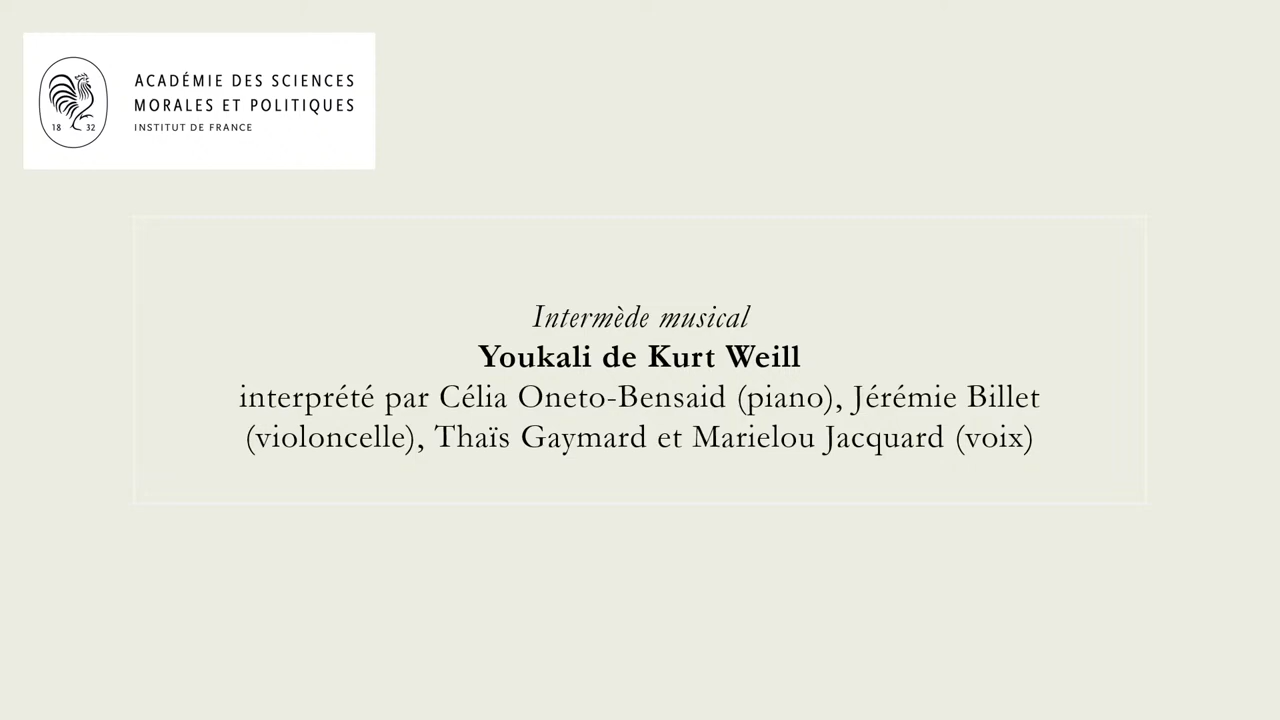 ACADÉMIE DES SCIENCES
MORALES ET POLITIQUES
INSTITUT DE FRANCE
18 32
Intermède musical
Youkali de Kurt Weill
interprété par Célia Oneto-Bensaid (piano), Jérémie Billet
(violoncelle), Thaïs Gaymard et Marielou Jacquard (voix)